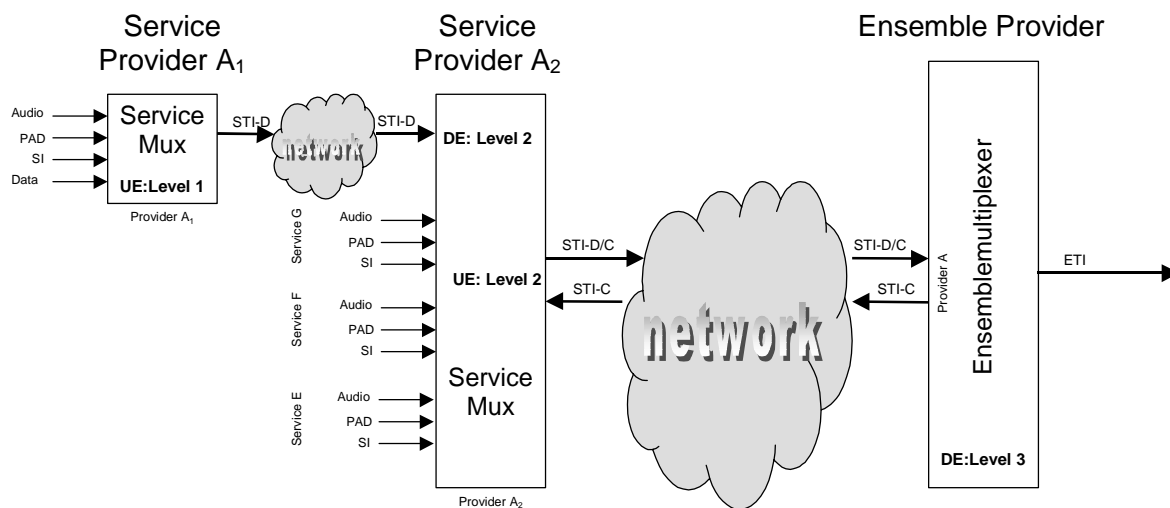 Service
Provider A₁
Service
Provider A₂
Ensemble Provider
Audio
PAD
SI
Data
Service
Mux
UE:Level 1
Provider A₁
STI-D
network
STI-D
DE: Level 2
Service G
Audio
PAD
SI
UE: Level 2
Service F
Audio
PAD
SI
Service E
Audio
PAD
SI
Service
Mux
Provider A₂
STI-D/C
STI-C
network
STI-D/C
STI-C
Provider A
Ensemblemultiplexer
DE:Level 3
ETI